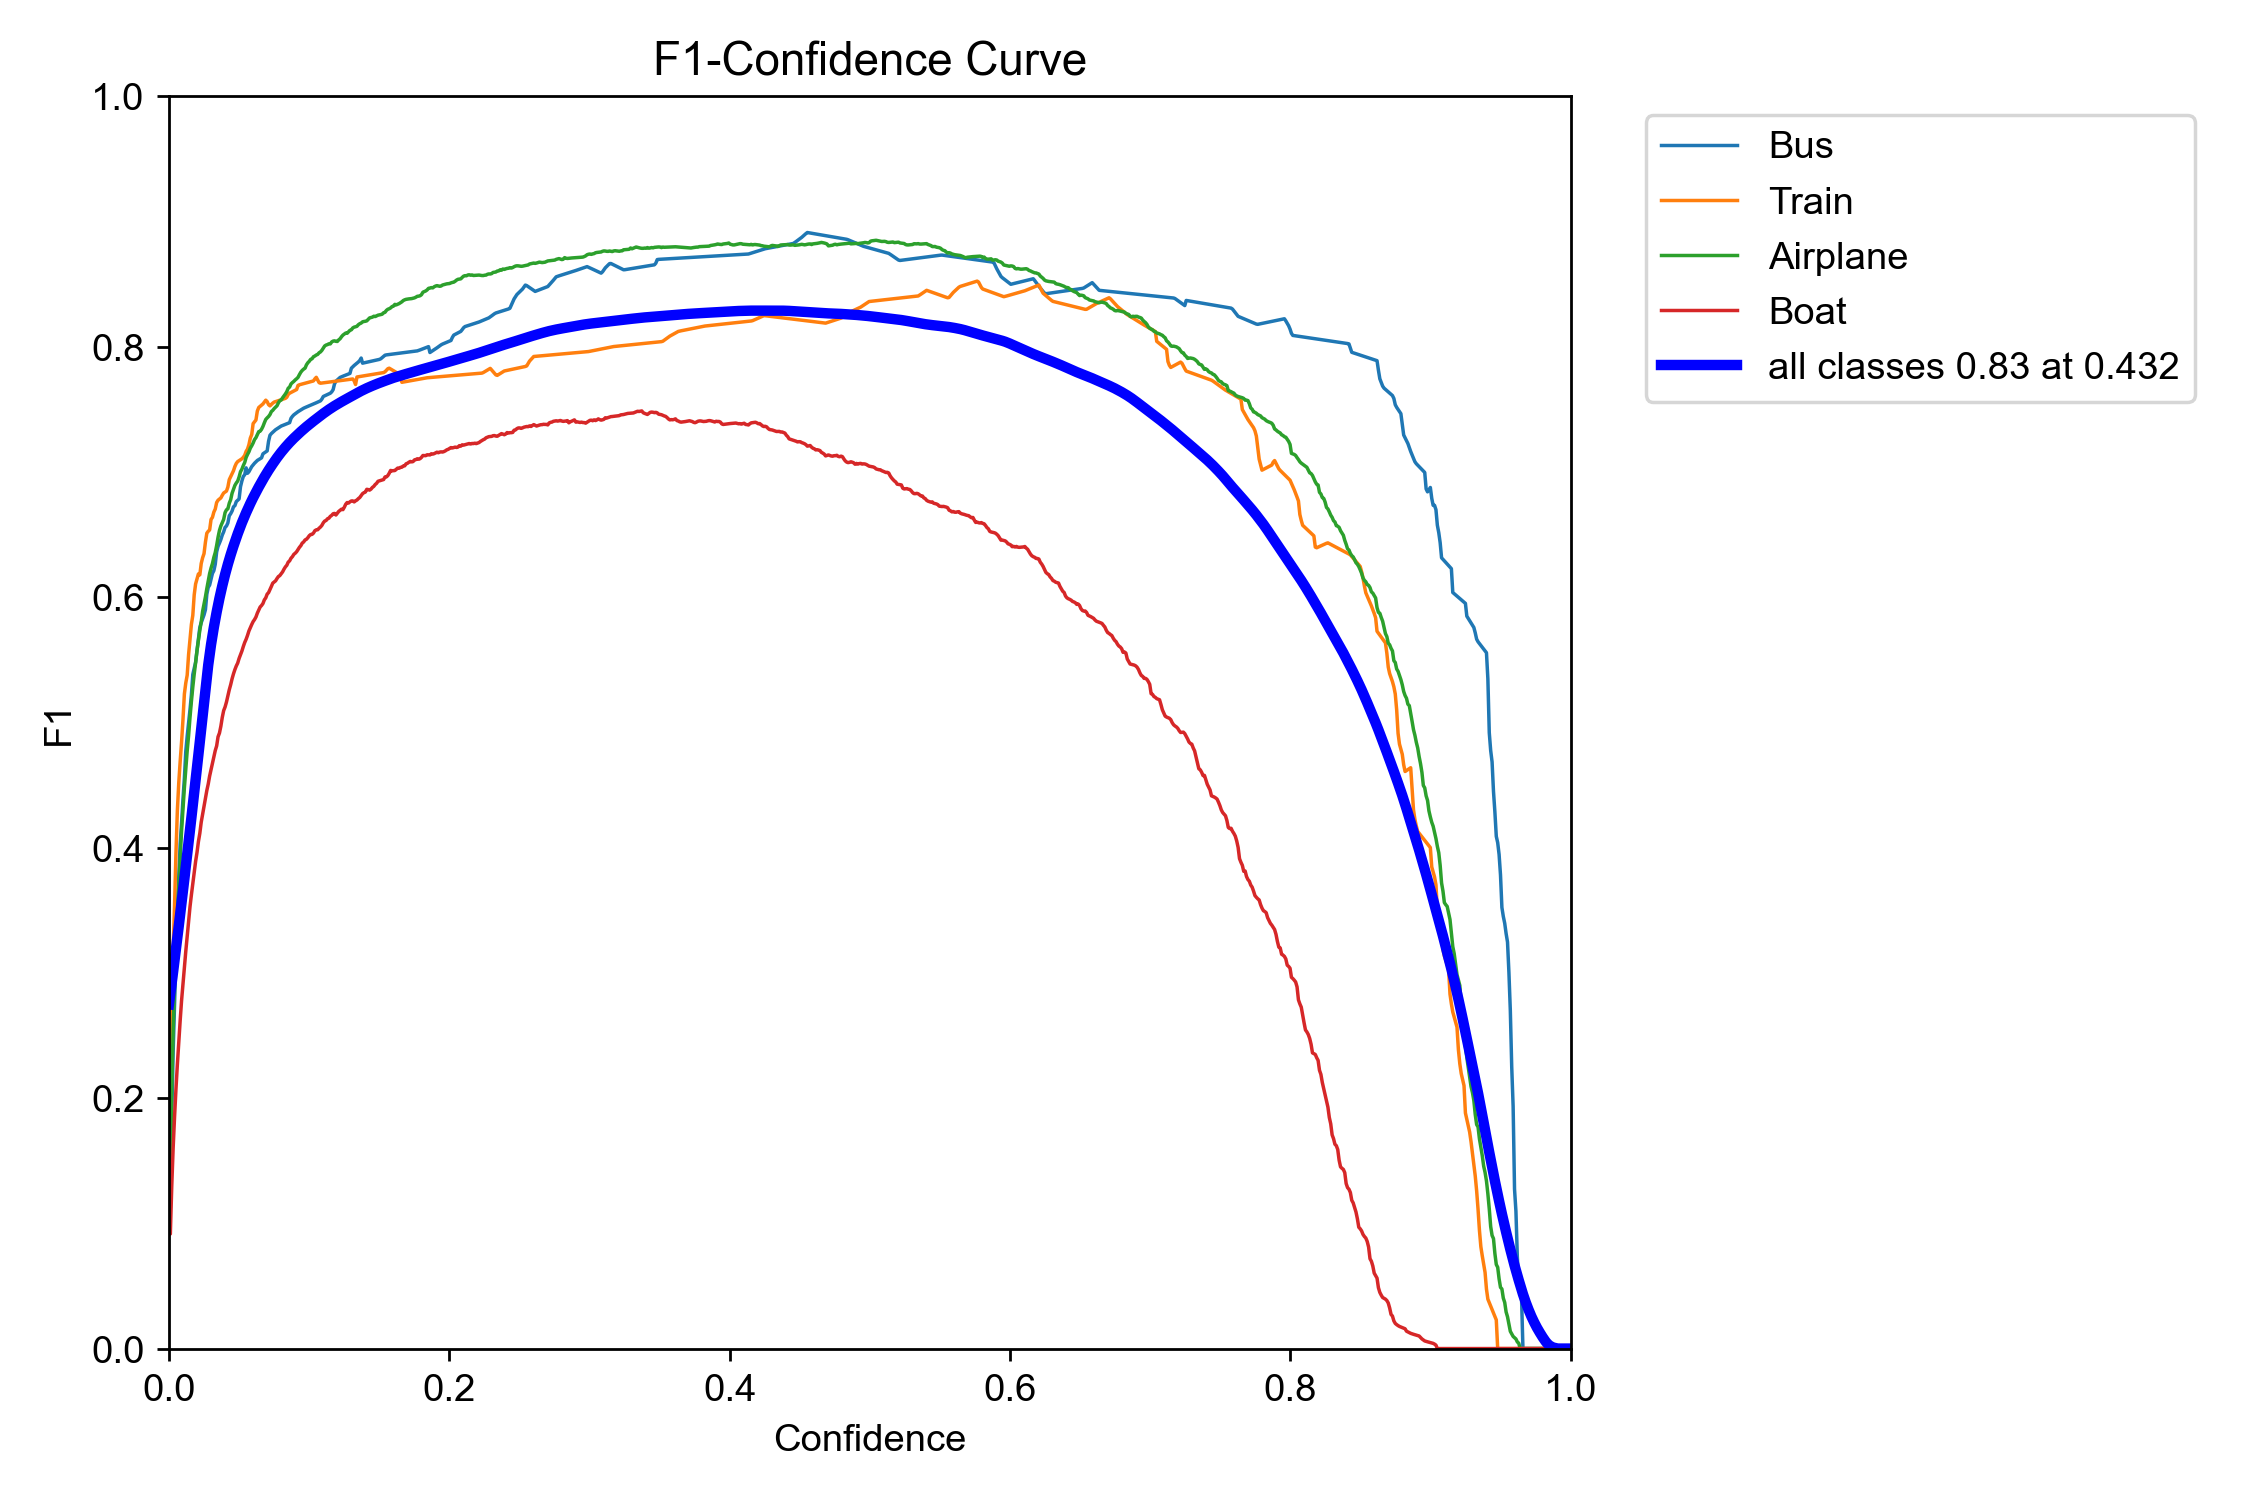 F1-Confidence Curve
1.0
0.8
0.6
0.4
0.2
0.0
F1
0.0 0.2 0.4 0.6 0.8 1.0
Confidence
Bus
Train
Airplane
Boat
all classes 0.83 at 0.432